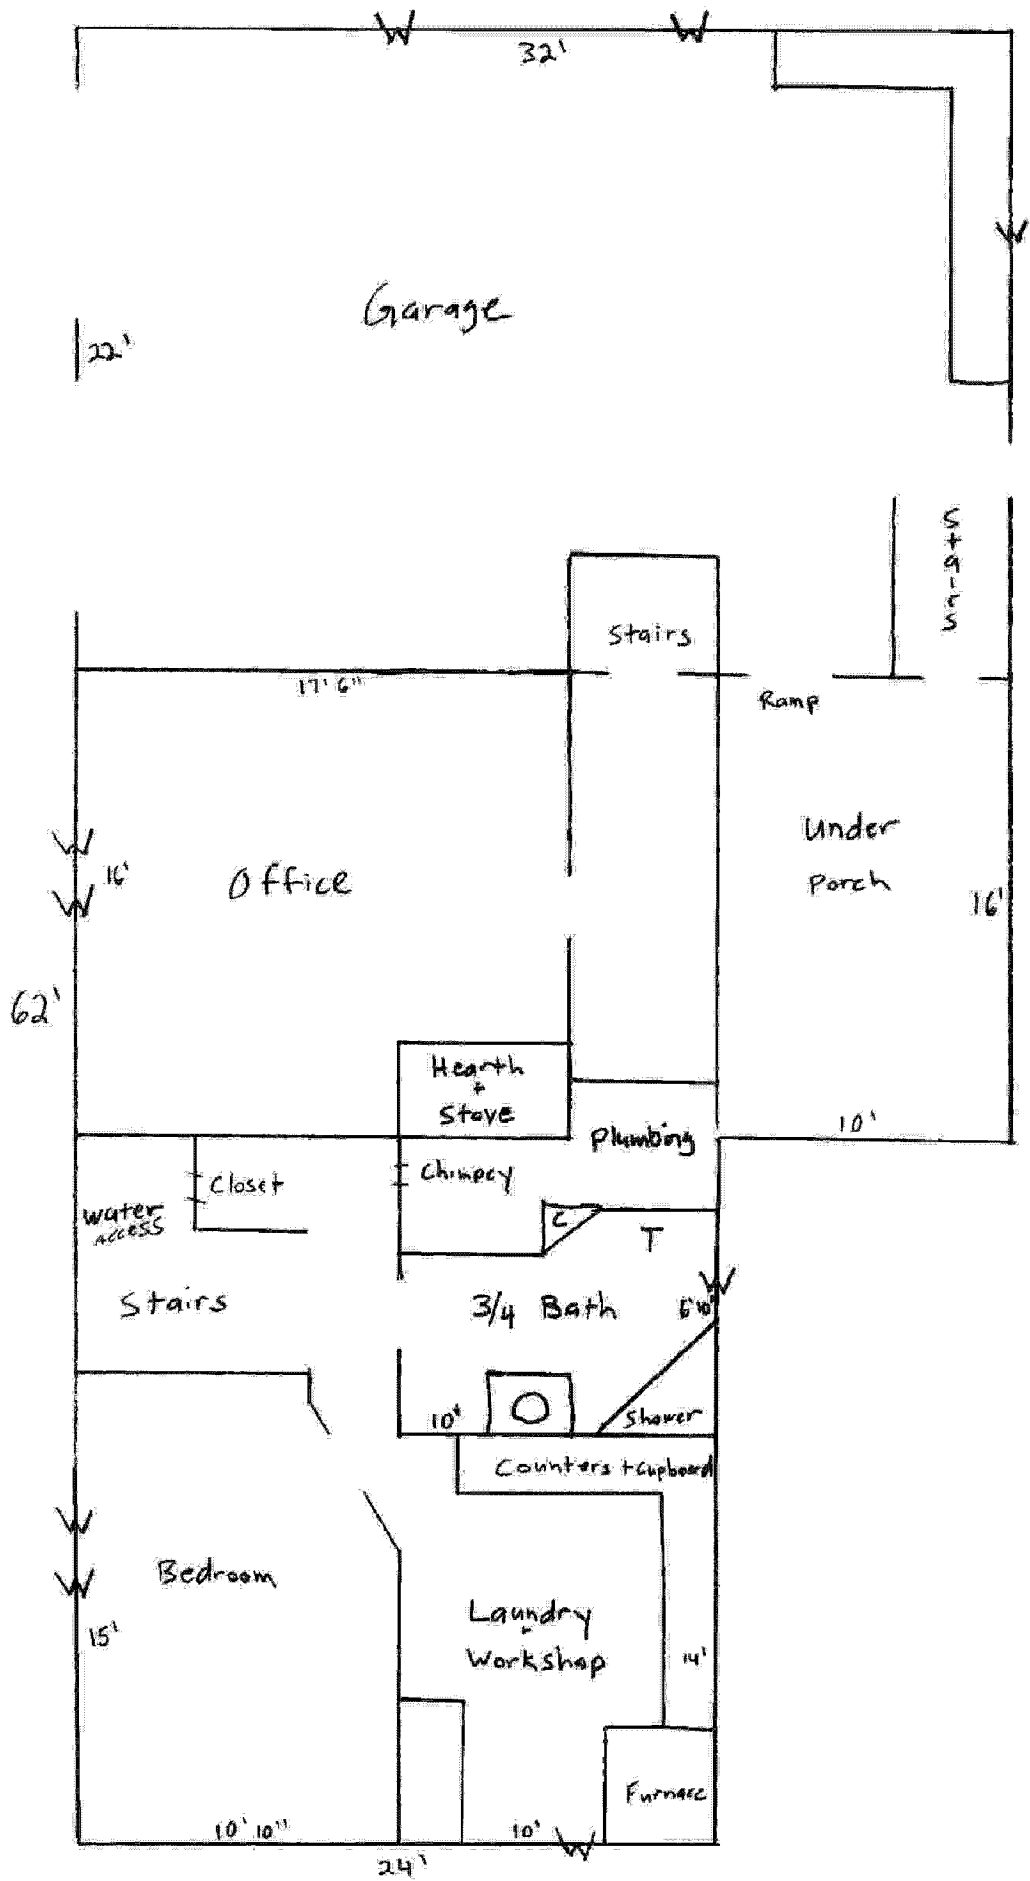 W
W
32'
W
Garage
22'
Stairs
Stairs
17' 6"
Ramp
Under
Porch
W
16'
W
Office
16'
62'
Hearth
+
Stove
10'
Plumbing
Closet
Chimney
Water
Access
C
T
W
Stairs
3/4 Bath
6'10"
10'
Shower
Counters + Cupboard
W
Bedroom
W
15'
Laundry
Workshop
14'
Furnace
10' 10"
10'
W
24'